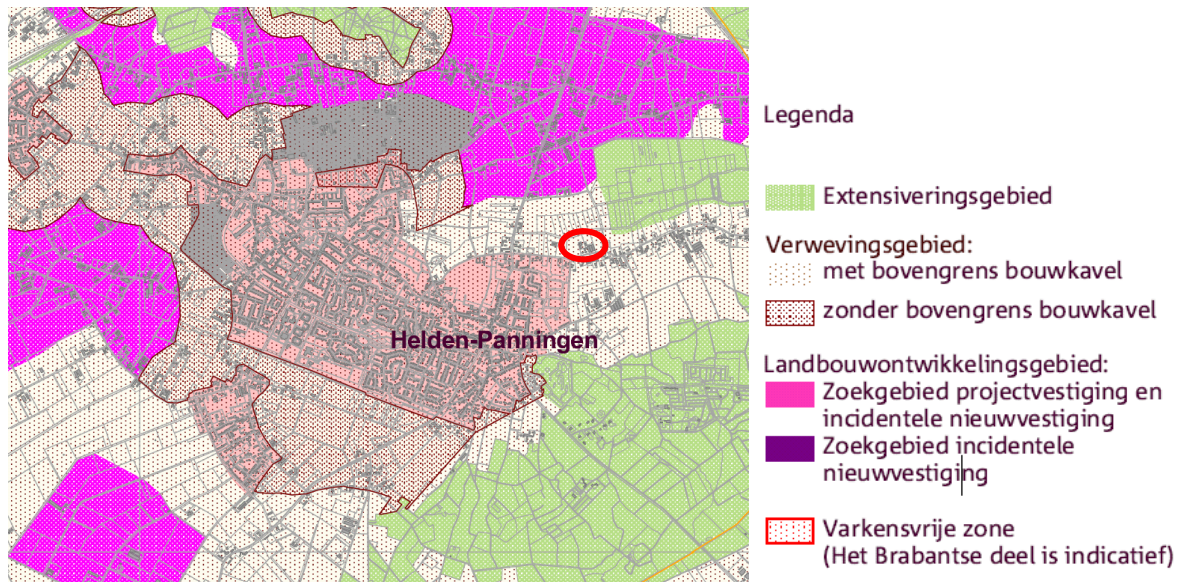 Helden-Panningen
Legenda
Extensiveringsgebied
Verwevingsgebied:
met bovengrens bouwkavel
zonder bovengrens bouwkavel
Landbouwontwikkelingsgebied:
Zoekgebied projectvestiging en
incidentele nieuwvestiging
Zoekgebied incidentele
nieuwvestiging
Varkensvrije zone
(Het Brabantse deel is indicatief)